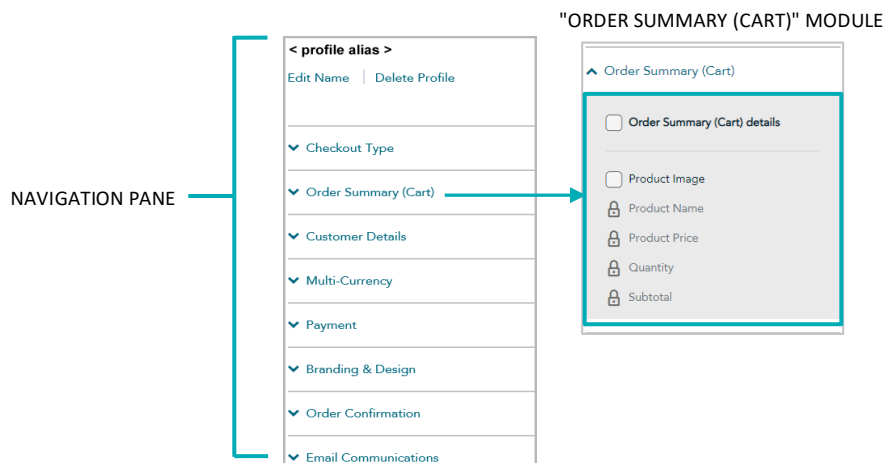 "ORDER SUMMARY (CART)" MODULE
< profile alias >
Edit Name | Delete Profile
Checkout Type
Order Summary (Cart)
Customer Details
Multi-Currency
Payment
Branding & Design
Order Confirmation
Email Communications
NAVIGATION PANE
Order Summary (Cart)
Order Summary (Cart) details
Product Image
Product Name
Product Price
Quantity
Subtotal